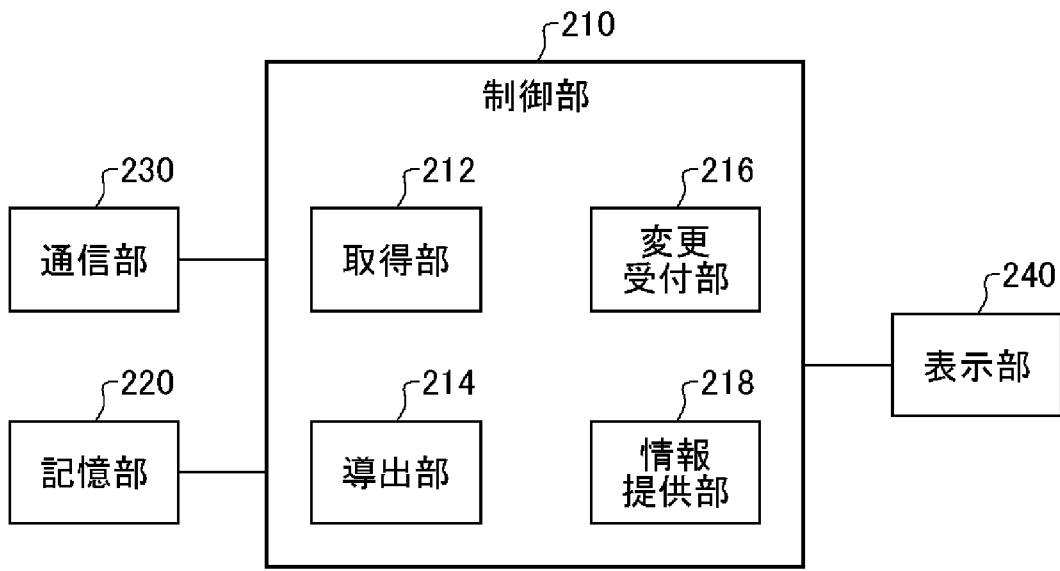 210
制御部
230
通信部
212
取得部
216
変更
受付部
240
表示部
220
記憶部
214
導出部
218
情報
提供部